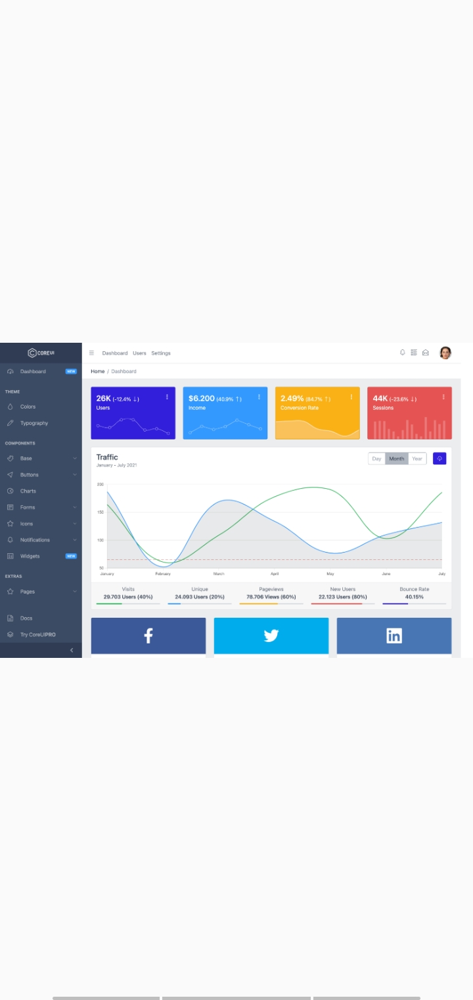 COREUI
Dashboard NEW
THEME
Colors
Typography
COMPONENTS
Base
Buttons
Charts
Forms
Icons
Notifications
Widgets NEW
EXTRAS
Pages
Docs
Try CoreUI PRO
Dashboard Users Settings
Home / Dashboard
26K (-12.4% ↓)
Users
$6.200 (40.9% ↑)
Income
2.49% (84.7% ↑)
Conversion Rate
44K (-23.6% ↓)
Sessions
Traffic
January - July 2021
Day Month Year
200
150
100
50
January February March April May June July
Visits
29.703 Users (40%)
Unique
24.093 Users (20%)
Pageviews
78.706 Views (60%)
New Users
22.123 Users (80%)
Bounce Rate
40.15%
f
in